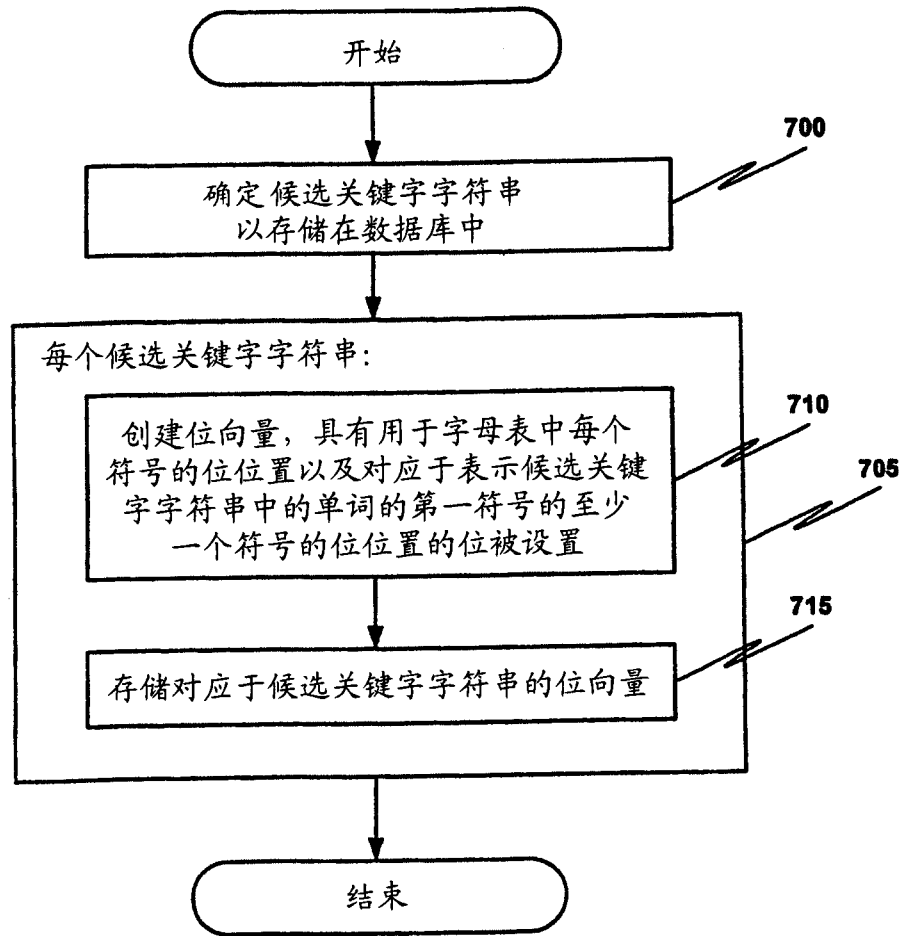 开始
700
确定候选关键字字符串
以存储在数据库中
每个候选关键字字符串:
710
创建位向量，具有用于字母表中每个
符号的位位置以及对应于表示候选关键
字字符串中的单词的第一符号的至少
一个符号的位位置的位被设置
705
715
存储对应于候选关键字字符串的位向量
结束